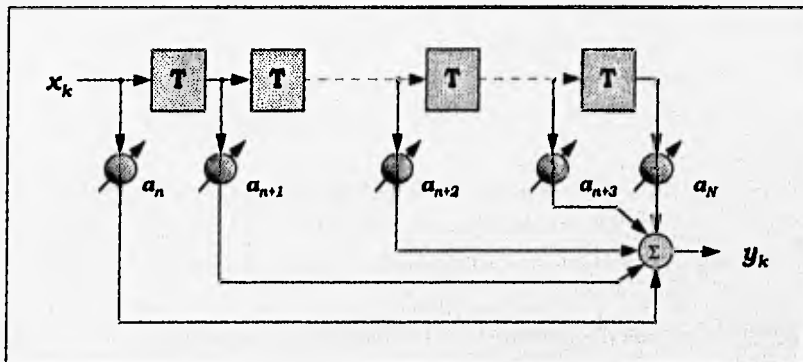 x_k T T T T
a_n a_{n+1} a_{n+2} a_{n+3} a_N
Σ y_k